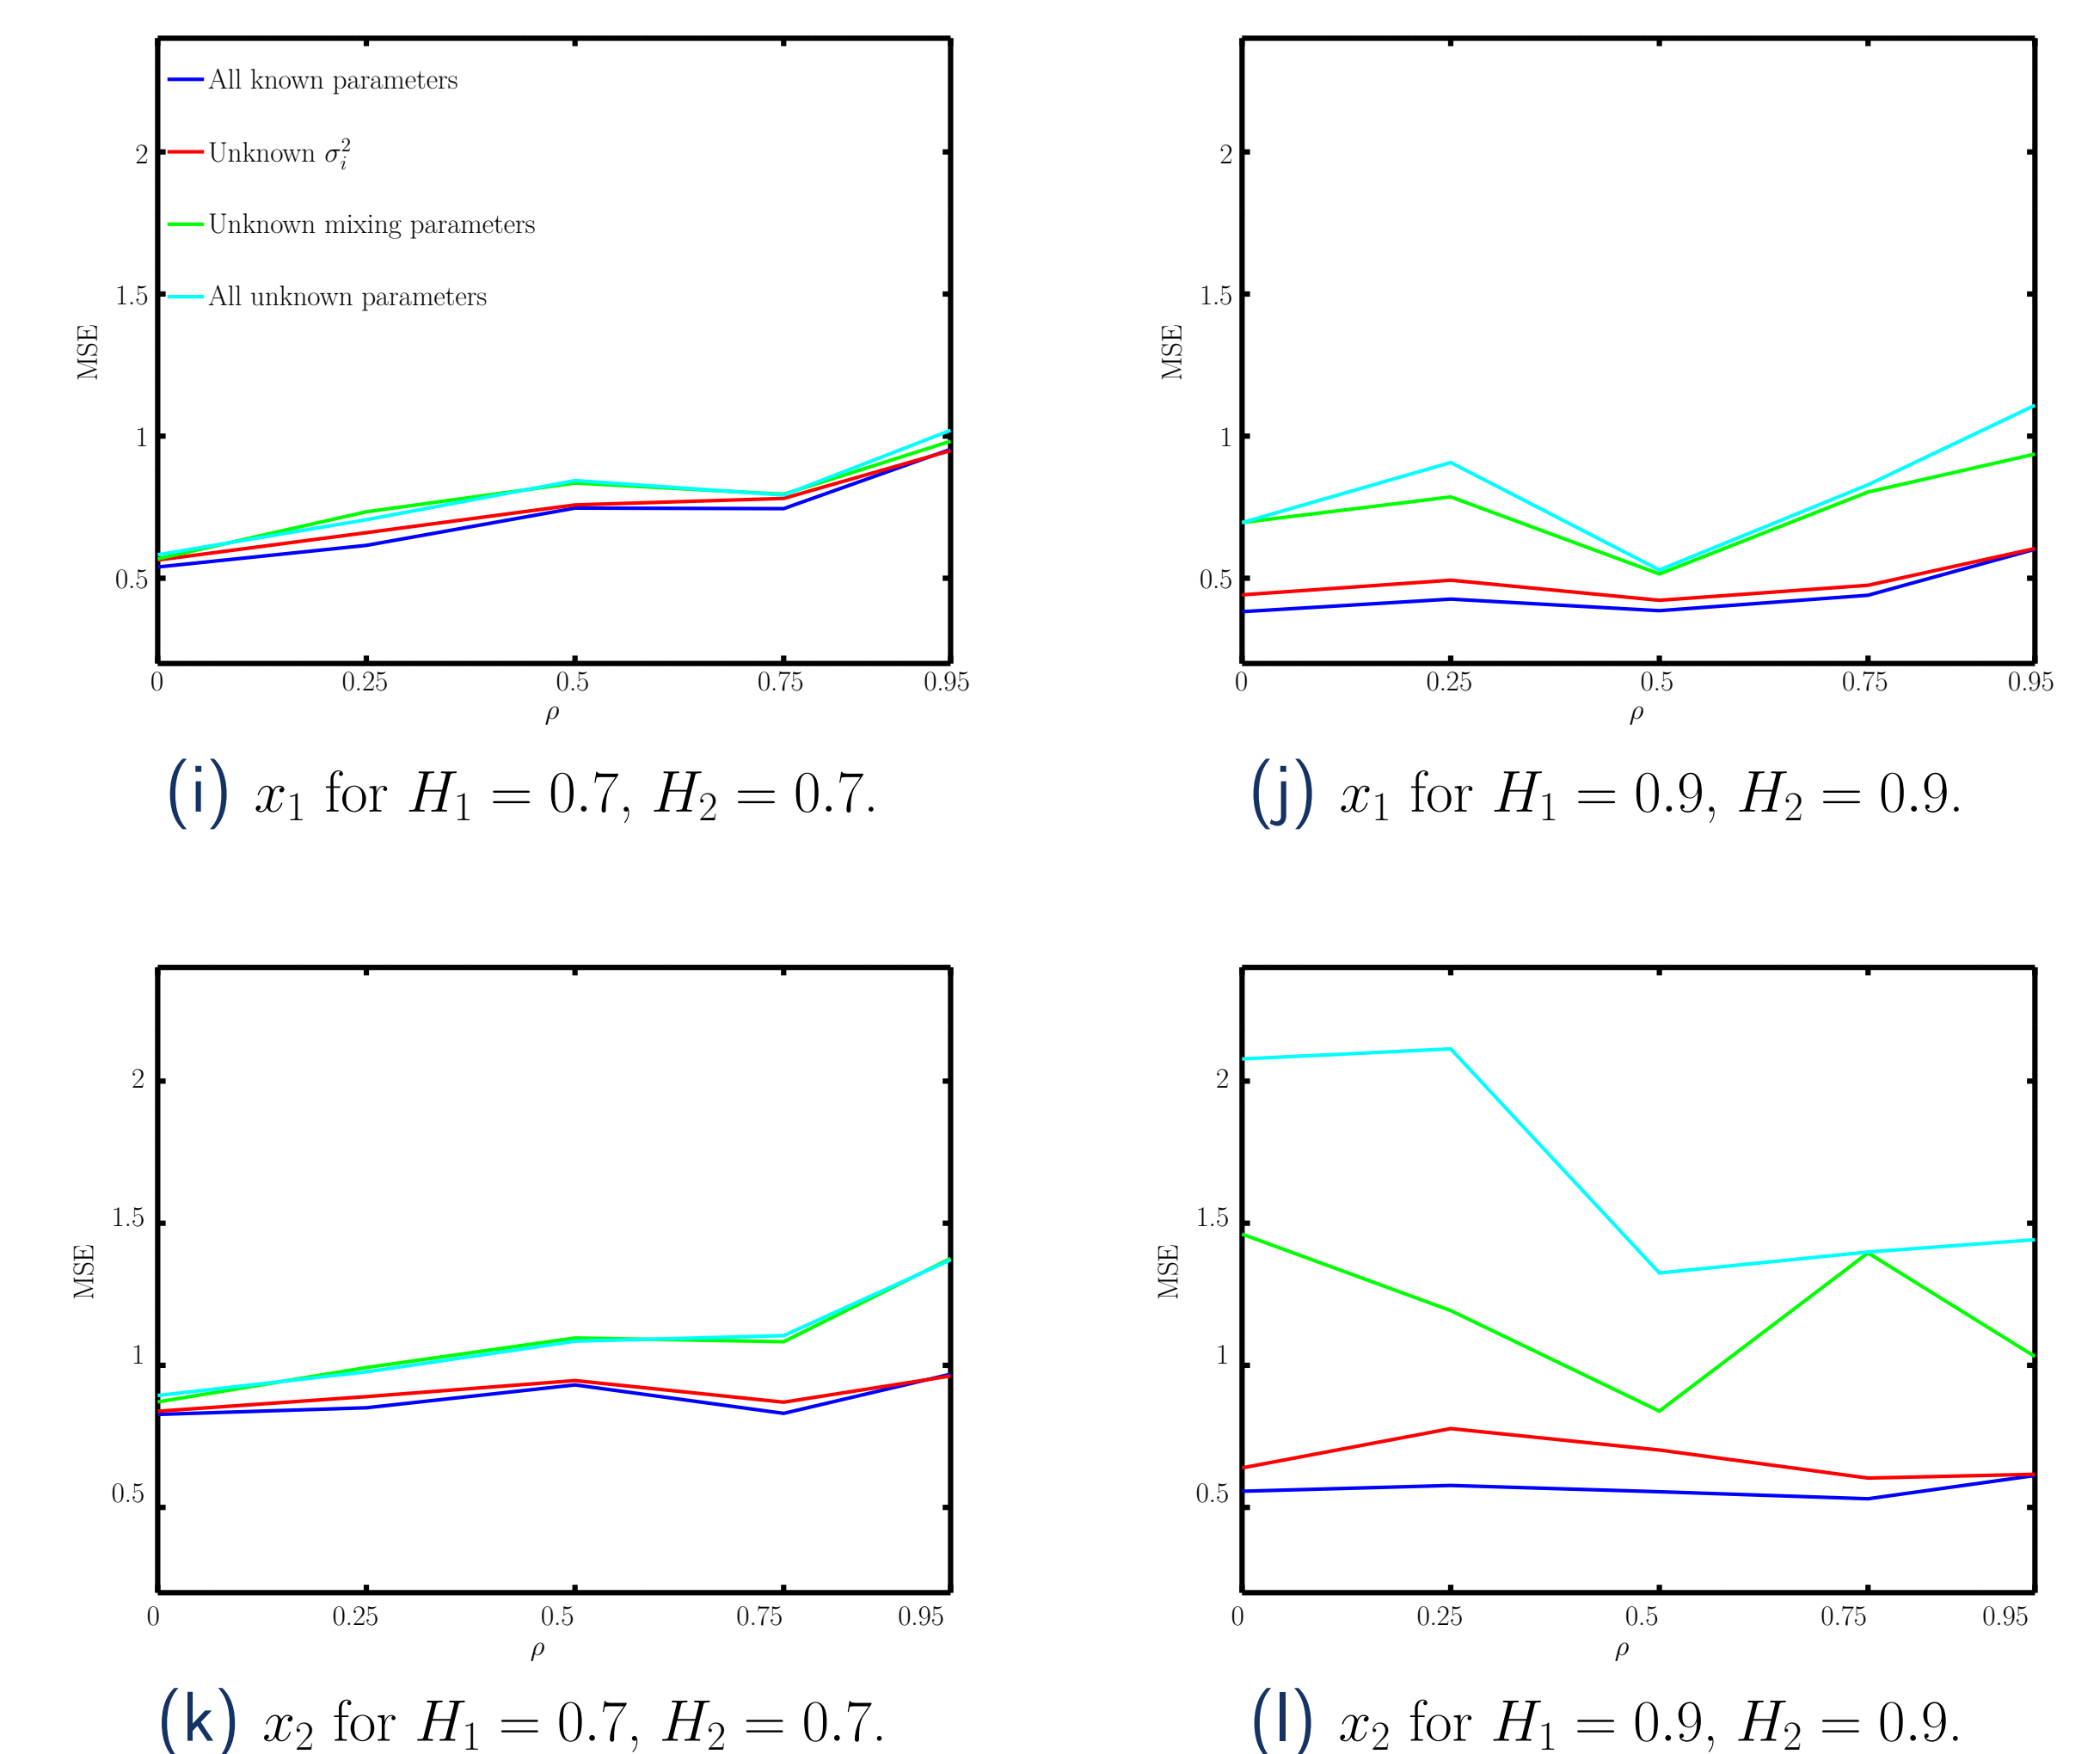 All known parameters
Unknown σ_i^2
Unknown mixing parameters
All unknown parameters
2
1.5
1
0.5
MSE
0 0.25 0.5 0.75 0.95
ρ
(i) x_1 for H_1 = 0.7, H_2 = 0.7.
2
1.5
1
0.5
MSE
0 0.25 0.5 0.75 0.95
ρ
(j) x_1 for H_1 = 0.9, H_2 = 0.9.
2
1.5
1
0.5
MSE
0 0.25 0.5 0.75 0.95
ρ
(k) x_2 for H_1 = 0.7, H_2 = 0.7.
2
1.5
1
0.5
MSE
0 0.25 0.5 0.75 0.95
ρ
(l) x_2 for H_1 = 0.9, H_2 = 0.9.